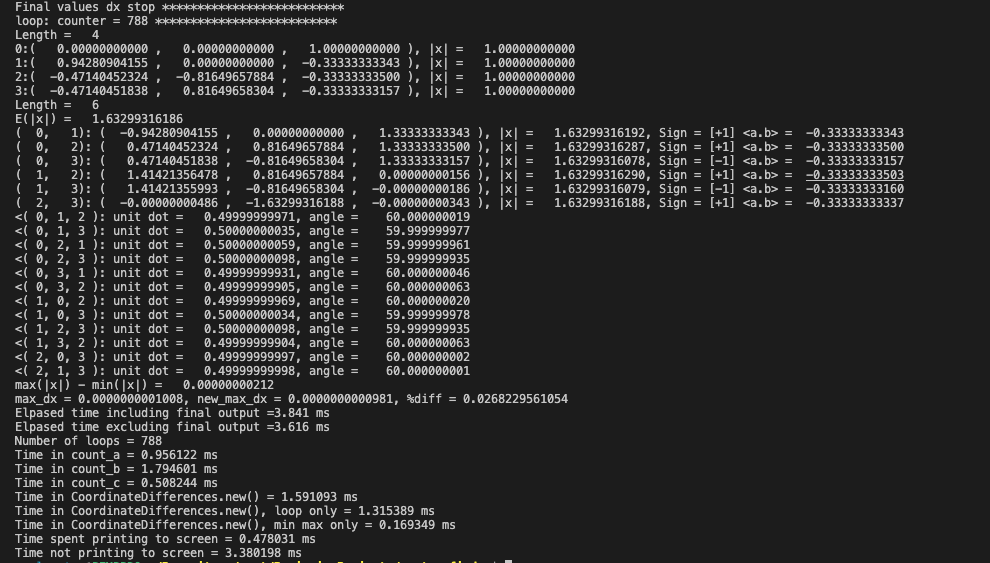 Final values dx stop **************************
loop: counter = 788 **************************
Length =   4
0:(   0.00000000000 ,   0.00000000000 ,   1.00000000000 ), |x| =   1.00000000000
1:(   0.94280904155 ,   0.00000000000 ,  -0.33333333343 ), |x| =   1.00000000000
2:(  -0.47140452324 ,  -0.81649657884 ,  -0.33333333500 ), |x| =   1.00000000000
3:(  -0.47140451838 ,   0.81649658304 ,  -0.33333333157 ), |x| =   1.00000000000
Length =   6
E(|x|) =   1.63299316186
(  0,   1): (  -0.94280904155 ,   0.00000000000 ,   1.33333333343 ), |x| =   1.63299316192, Sign = [+1] <a.b> =  -0.33333333343
(  0,   2): (   0.47140452324 ,   0.81649657884 ,   1.33333333500 ), |x| =   1.63299316287, Sign = [+1] <a.b> =  -0.33333333500
(  0,   3): (   0.47140451838 ,  -0.81649658304 ,   1.33333333157 ), |x| =   1.63299316078, Sign = [-1] <a.b> =  -0.33333333157
(  1,   2): (   1.41421356478 ,   0.81649657884 ,   0.00000000156 ), |x| =   1.63299316290, Sign = [+1] <a.b> =  -0.33333333503
(  1,   3): (   1.41421355993 ,  -0.81649658304 ,  -0.00000000186 ), |x| =   1.63299316079, Sign = [-1] <a.b> =  -0.33333333160
(  2,   3): (  -0.00000000486 ,  -1.63299316188 ,  -0.00000000343 ), |x| =   1.63299316188, Sign = [+1] <a.b> =  -0.33333333337
<( 0, 1, 2 ): unit dot =   0.49999999971, angle =    60.000000019
<( 0, 1, 3 ): unit dot =   0.50000000035, angle =    59.999999977
<( 0, 2, 1 ): unit dot =   0.50000000059, angle =    59.999999961
<( 0, 2, 3 ): unit dot =   0.50000000098, angle =    59.999999935
<( 0, 3, 1 ): unit dot =   0.49999999931, angle =    60.000000046
<( 0, 3, 2 ): unit dot =   0.49999999905, angle =    60.000000063
<( 1, 0, 2 ): unit dot =   0.49999999969, angle =    60.000000020
<( 1, 0, 3 ): unit dot =   0.50000000034, angle =    59.999999978
<( 1, 2, 3 ): unit dot =   0.50000000098, angle =    59.999999935
<( 1, 3, 2 ): unit dot =   0.49999999904, angle =    60.000000063
<( 2, 0, 3 ): unit dot =   0.49999999997, angle =    60.000000002
<( 2, 1, 3 ): unit dot =   0.49999999998, angle =    60.000000001
max(|x|) - min(|x|) =   0.00000000212
max_dx = 0.0000000001008, new_max_dx = 0.0000000000981, %diff = 0.0268229561054
Elpased time including final output =3.841 ms
Elpased time excluding final output =3.616 ms
Number of loops = 788
Time in count_a = 0.956122 ms
Time in count_b = 1.794601 ms
Time in count_c = 0.508244 ms
Time in CoordinateDifferences.new() = 1.591093 ms
Time in CoordinateDifferences.new(), loop only = 1.315389 ms
Time in CoordinateDifferences.new(), min max only = 0.169349 ms
Time spent printing to screen = 0.478031 ms
Time not printing to screen = 3.380198 ms